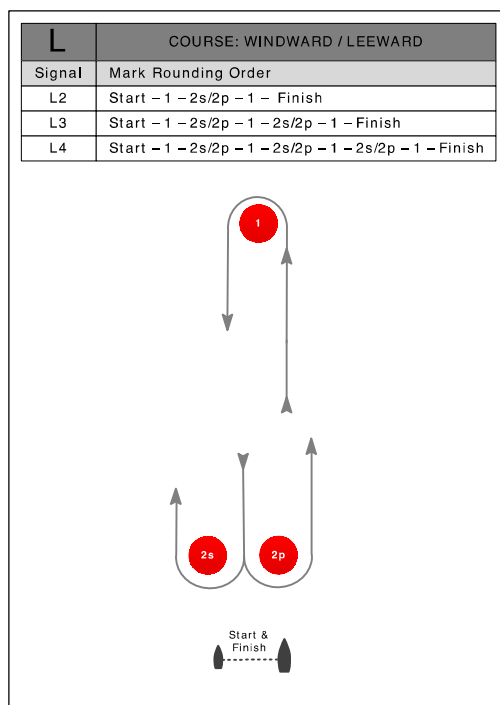 L COURSE: WINDWARD / LEEWARD
Signal Mark Rounding Order
L2 Start – 1 – 2s/2p – 1 – Finish
L3 Start – 1 – 2s/2p – 1 – 2s/2p – 1 – Finish
L4 Start – 1 – 2s/2p – 1 – 2s/2p – 1 – 2s/2p – 1 – Finish
1
2s 2p
Start &
Finish